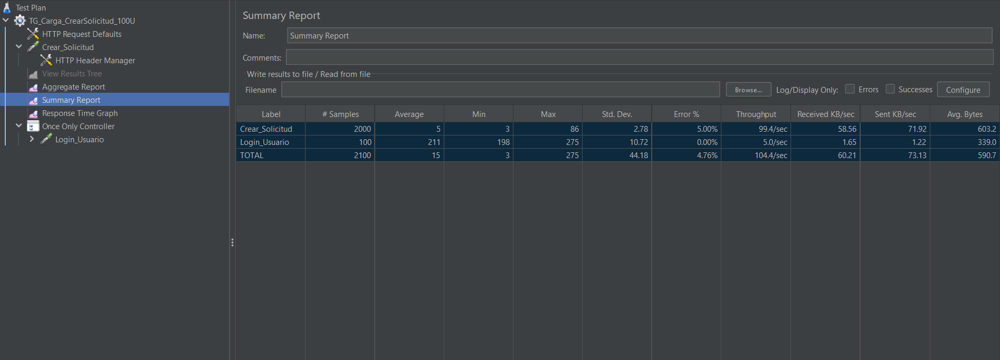 Test Plan
TG_Carga_CrearSolicitud_100U
HTTP Request Defaults
Crear_Solicitud
HTTP Header Manager
View Results Tree
Aggregate Report
Summary Report
Response Time Graph
Once Only Controller
Login_Usuario
Summary Report
Name: Summary Report
Comments:
Write results to file / Read from file
Filename Browse... Log/Display Only: Errors Successes Configure
Label # Samples Average Min Max Std. Dev. Error % Throughput Received KB/sec Sent KB/sec Avg. Bytes
Crear_Solicitud 2000 5 3 86 2.78 5.00% 99.4/sec 58.56 71.92 603.2
Login_Usuario 100 211 198 275 10.72 0.00% 5.0/sec 1.65 1.22 339.0
TOTAL 2100 15 3 275 44.18 4.76% 104.4/sec 60.21 73.13 590.7